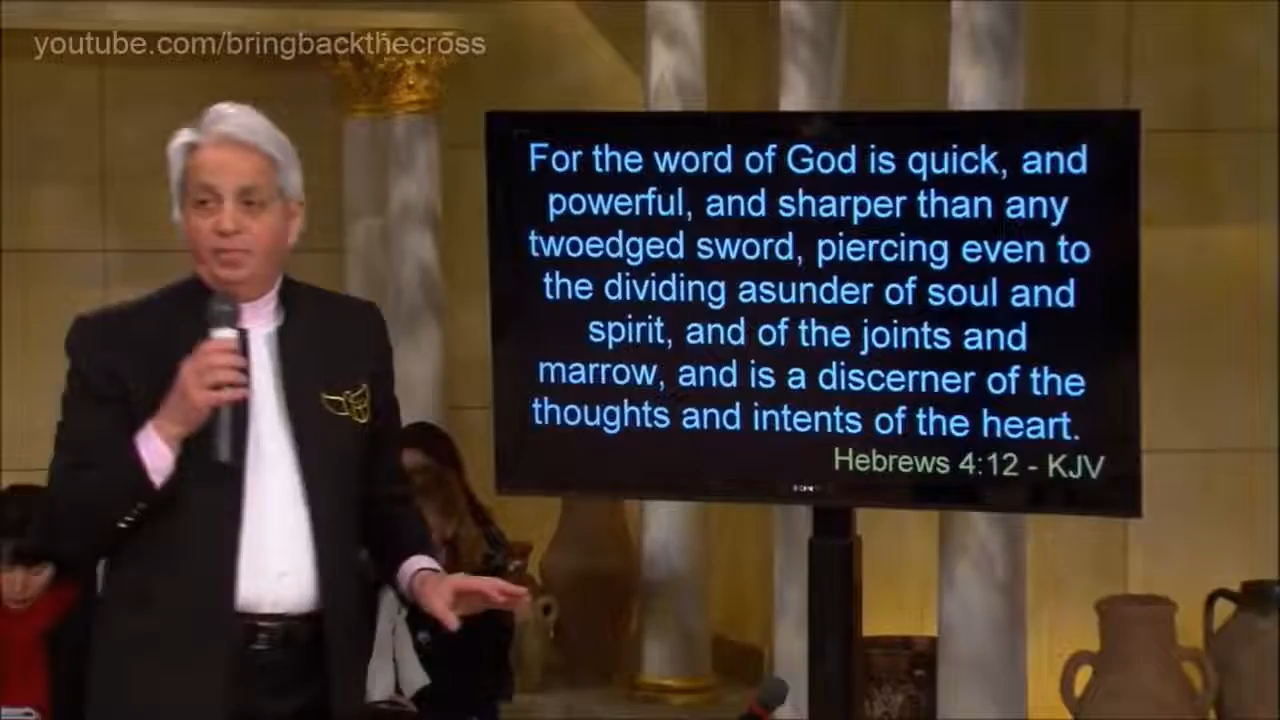 youtube.com/bringbackthecross
For the word of God is quick, and
powerful, and sharper than any
twoedged sword, piercing even to
the dividing asunder of soul and
spirit, and of the joints and
marrow, and is a discerner of the
thoughts and intents of the heart.
Hebrews 4:12 - KJV
SONY